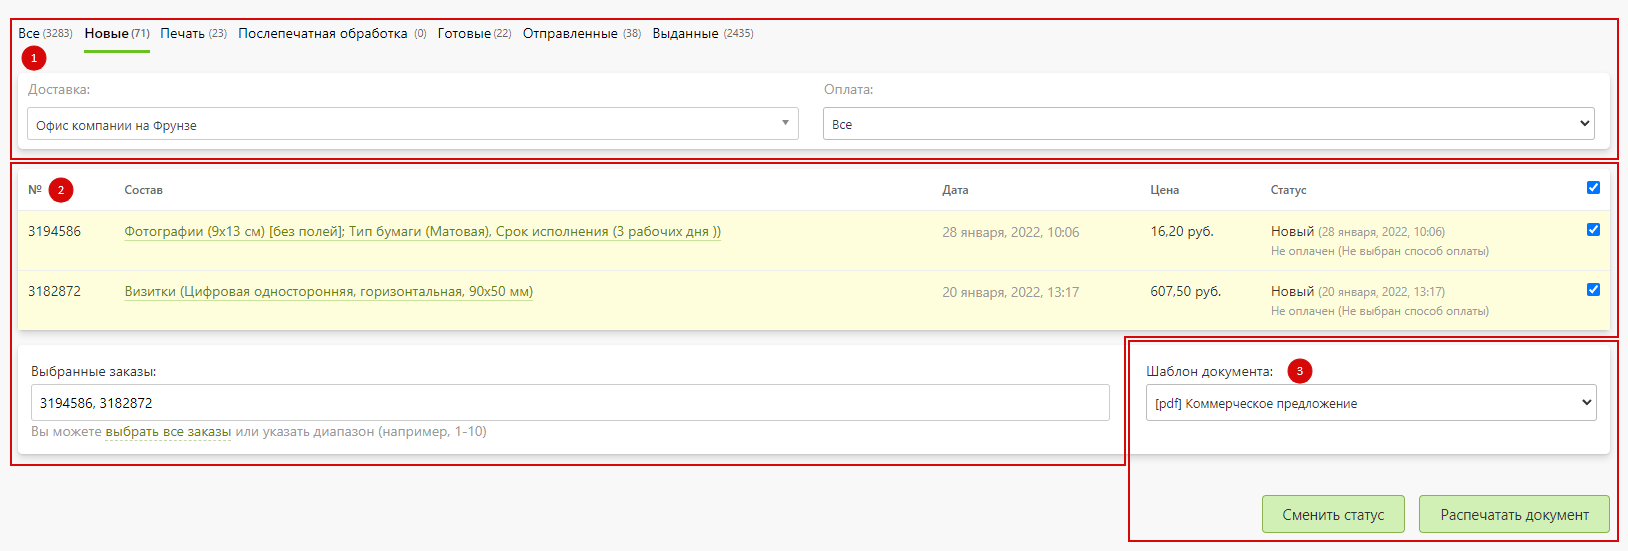 Все (3283) Новые (71) Печать (23) Послепечатная обработка (0) Готовые (22) Отправленные (38) Выданные (2435)
1
Доставка: Оплата:
Офис компании на Фрунзе Все
№ 2 Состав Дата Цена Статус
3194586 Фотографии (9x13 см) [без полей]; Тип бумаги (Матовая), Срок исполнения (3 рабочих дня )) 28 января, 2022, 10:06 16,20 руб. Новый (28 января, 2022, 10:06)
Не оплачен (Не выбран способ оплаты)
3182872 Визитки (Цифровая односторонняя, горизонтальная, 90x50 мм) 20 января, 2022, 13:17 607,50 руб. Новый (20 января, 2022, 13:17)
Не оплачен (Не выбран способ оплаты)
Выбранные заказы: Шаблон документа: 3
3194586, 3182872 [pdf] Коммерческое предложение
Вы можете выбрать все заказы или указать диапазон (например, 1-10)
Сменить статус Распечатать документ